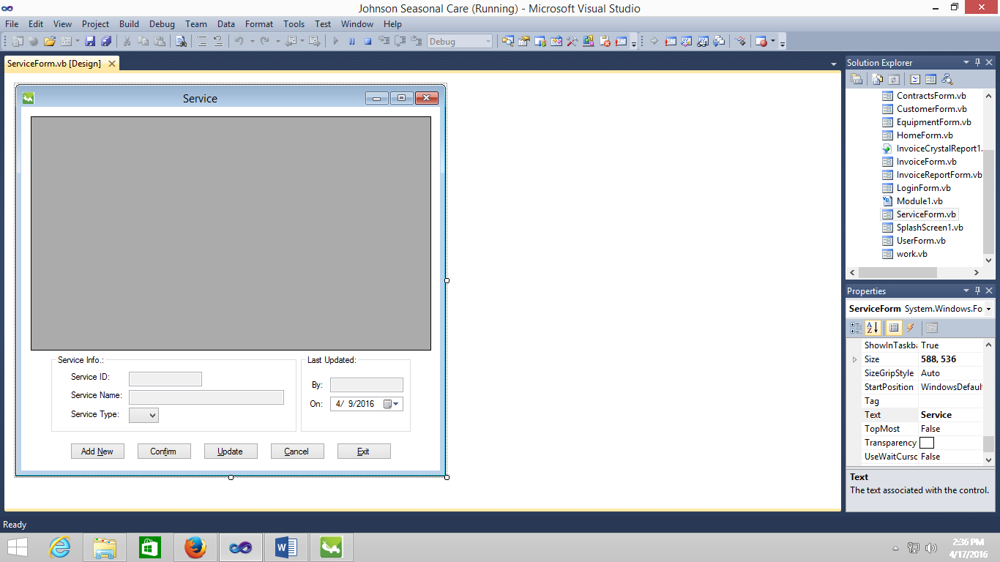 Johnson Seasonal Care (Running) - Microsoft Visual Studio
File Edit View Project Build Debug Team Data Format Tools Test Window Help
Debug
ServiceForm.vb [Design]
Service
Service Info.:
Service ID:
Service Name:
Service Type:
Last Updated:
By:
On: 4/ 9/2016
Add New Confirm Update Cancel Exit
Solution Explorer
ContractsForm.vb
CustomerForm.vb
EquipmentForm.vb
HomeForm.vb
InvoiceCrystalReport1.
InvoiceForm.vb
InvoiceReportForm.vb
LoginForm.vb
Module1.vb
ServiceForm.vb
SplashScreen1.vb
UserForm.vb
work.vb
Properties
ServiceForm System.Windows.Fo
ShowInTaskba True
Size 588, 536
SizeGripStyle Auto
StartPosition WindowsDefaul
Tag
Text Service
TopMost False
Transparency
UseWaitCurso False
Text
The text associated with the control.
Ready
2:36 PM
4/17/2016